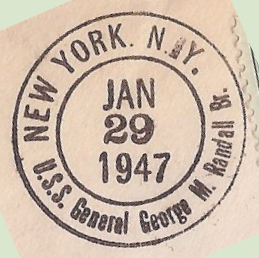 NEW YORK. N.Y.
JAN
29
1947
U.S.S. General George M. Randall Br.